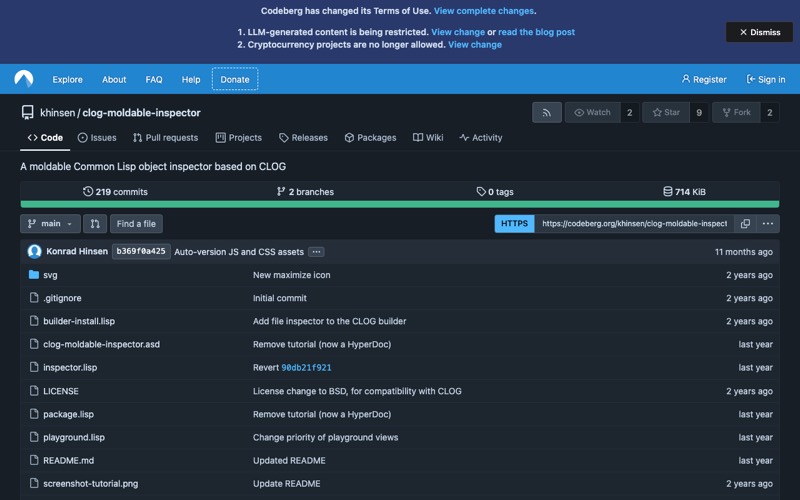 Codeberg has changed its Terms of Use. View complete changes.
1. LLM-generated content is being restricted. View change or read the blog post
2. Cryptocurrency projects are no longer allowed. View change
✕ Dismiss
Explore About FAQ Help Donate Register Sign in
khinsen / clog-moldable-inspector Watch 2 Star 9 Fork 2
<> Code Issues Pull requests Projects Releases Packages Wiki Activity
A moldable Common Lisp object inspector based on CLOG
219 commits 2 branches 0 tags 714 KiB
main Find a file HTTPS https://codeberg.org/khinsen/clog-moldable-inspect ...
Konrad Hinsen b369f0a425 Auto-version JS and CSS assets ... 11 months ago
svg New maximize icon 2 years ago
.gitignore Initial commit 2 years ago
builder-install.lisp Add file inspector to the CLOG builder 2 years ago
clog-moldable-inspector.asd Remove tutorial (now a HyperDoc) last year
inspector.lisp Revert 90db21f921 last year
LICENSE License change to BSD, for compatibility with CLOG 2 years ago
package.lisp Remove tutorial (now a HyperDoc) last year
playground.lisp Change priority of playground views last year
README.md Updated README last year
screenshot-tutorial.png Update README 2 years ago